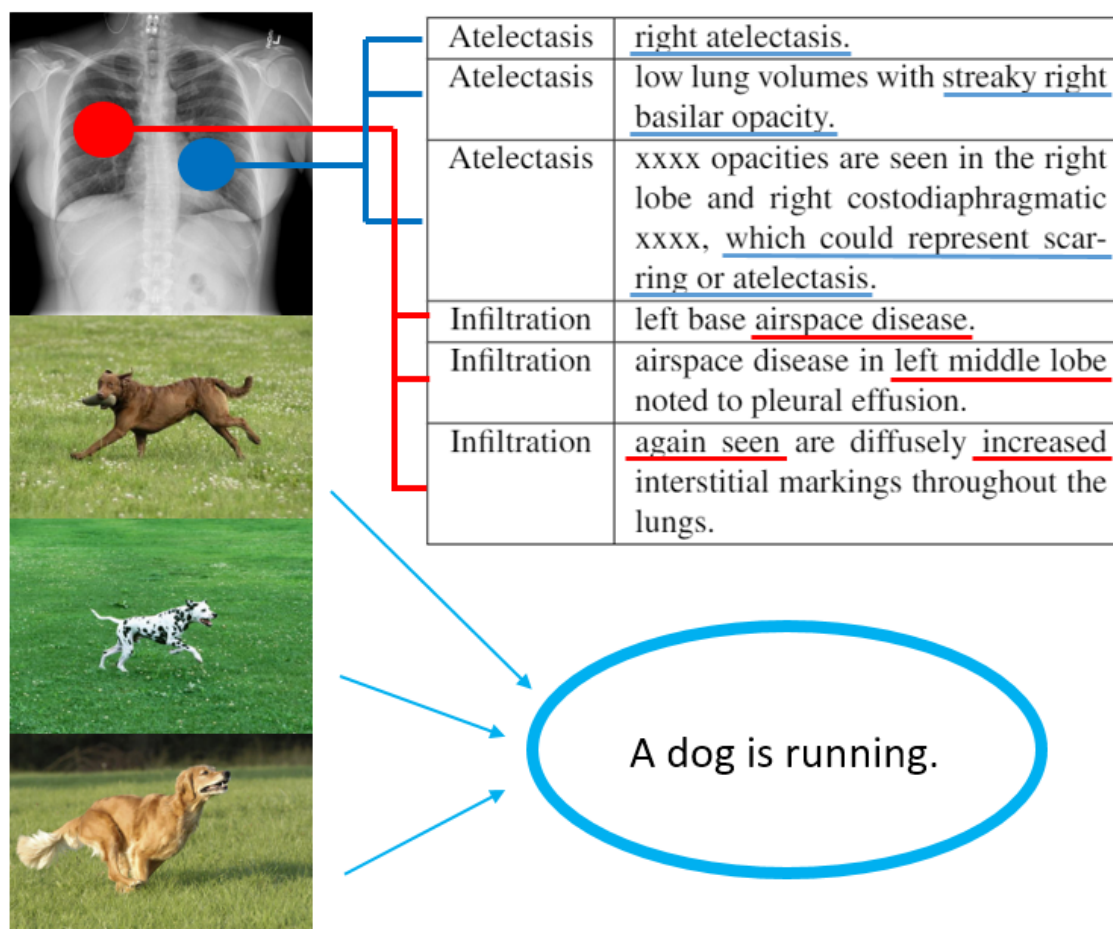 Atelectasis right atelectasis.
Atelectasis low lung volumes with streaky right
basilar opacity.
Atelectasis xxxx opacities are seen in the right
lobe and right costodiaphragmatic
xxxx, which could represent scar-
ring or atelectasis.
Infiltration left base airspace disease.
Infiltration airspace disease in left middle lobe
noted to pleural effusion.
Infiltration again seen are diffusely increased
interstitial markings throughout the
lungs.
A dog is running.